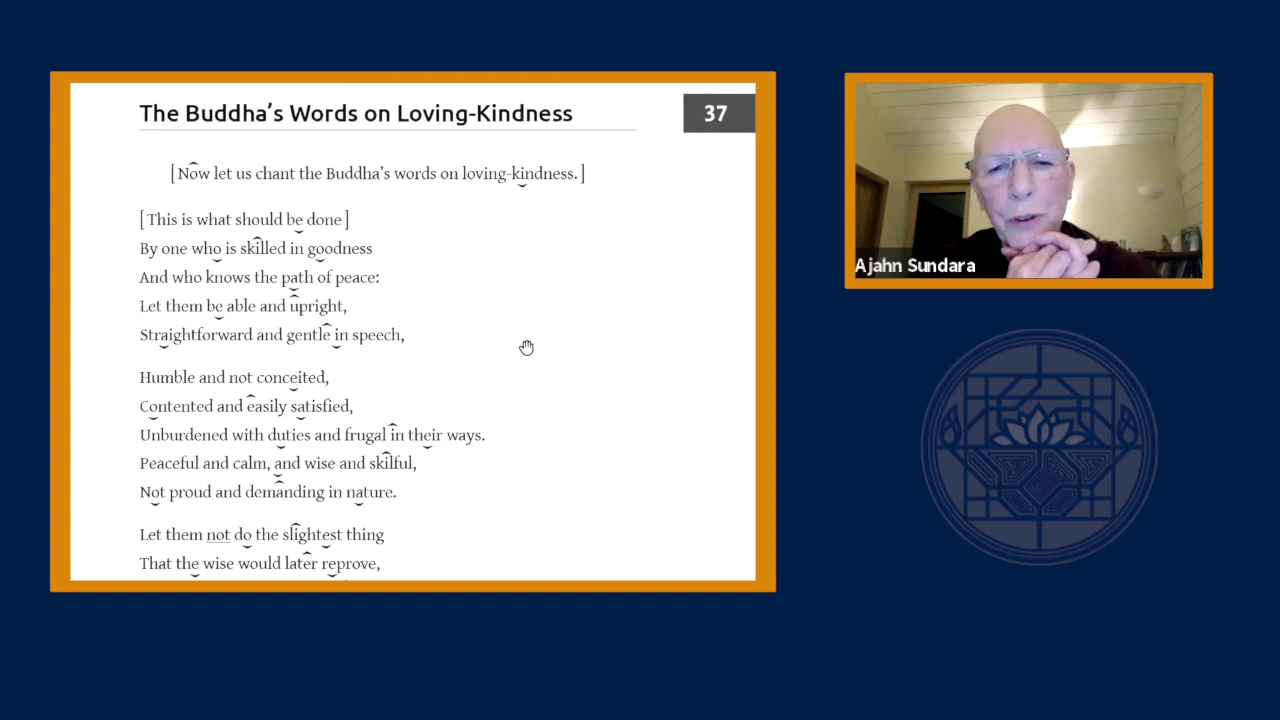 The Buddha’s Words on Loving-Kindness
37
[Now let us chant the Buddha’s words on loving-kindness.]
[This is what should be done]
By one who is skilled in goodness
And who knows the path of peace:
Let them be able and upright,
Straightforward and gentle in speech,
Humble and not conceited,
Contented and easily satisfied,
Unburdened with duties and frugal in their ways.
Peaceful and calm, and wise and skilful,
Not proud and demanding in nature.
Let them not do the slightest thing
That the wise would later reprove,
Ajahn Sundara